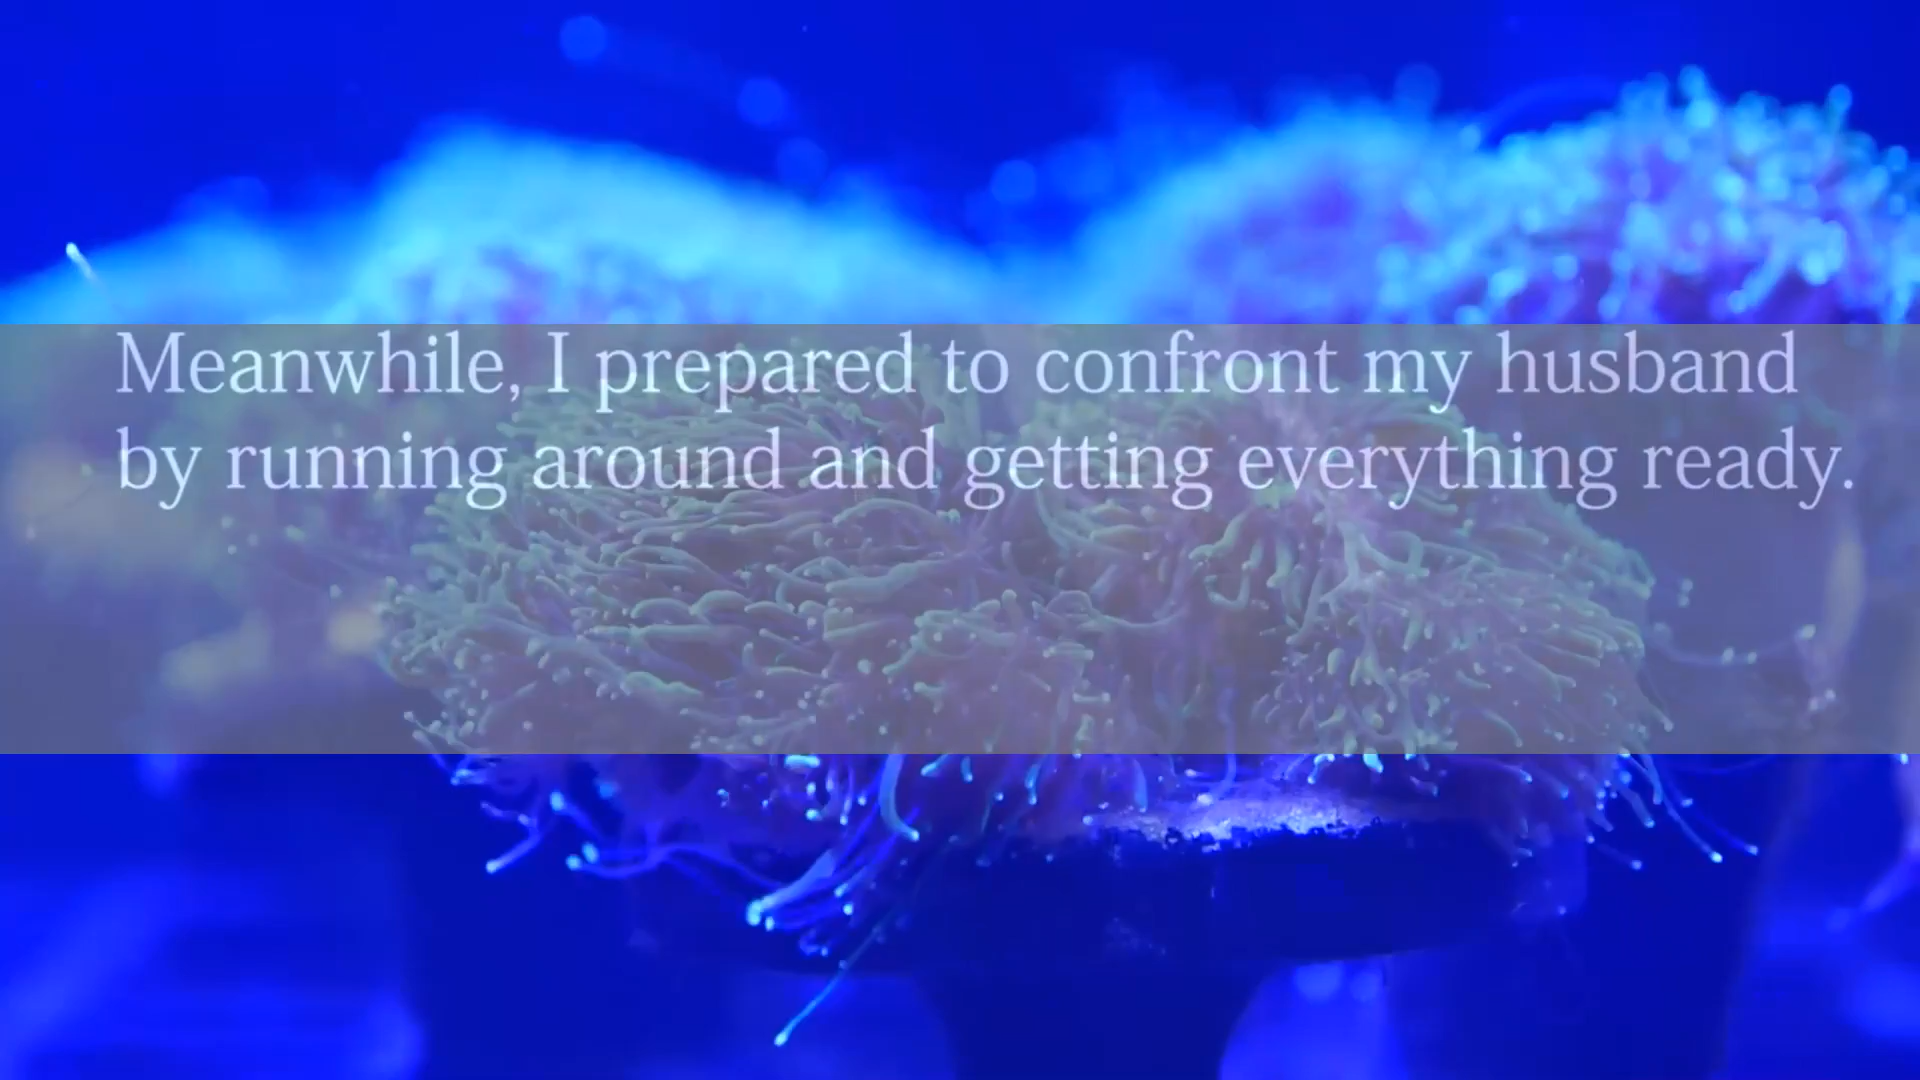 Meanwhile, I prepared to confront my husband
by running around and getting everything ready.